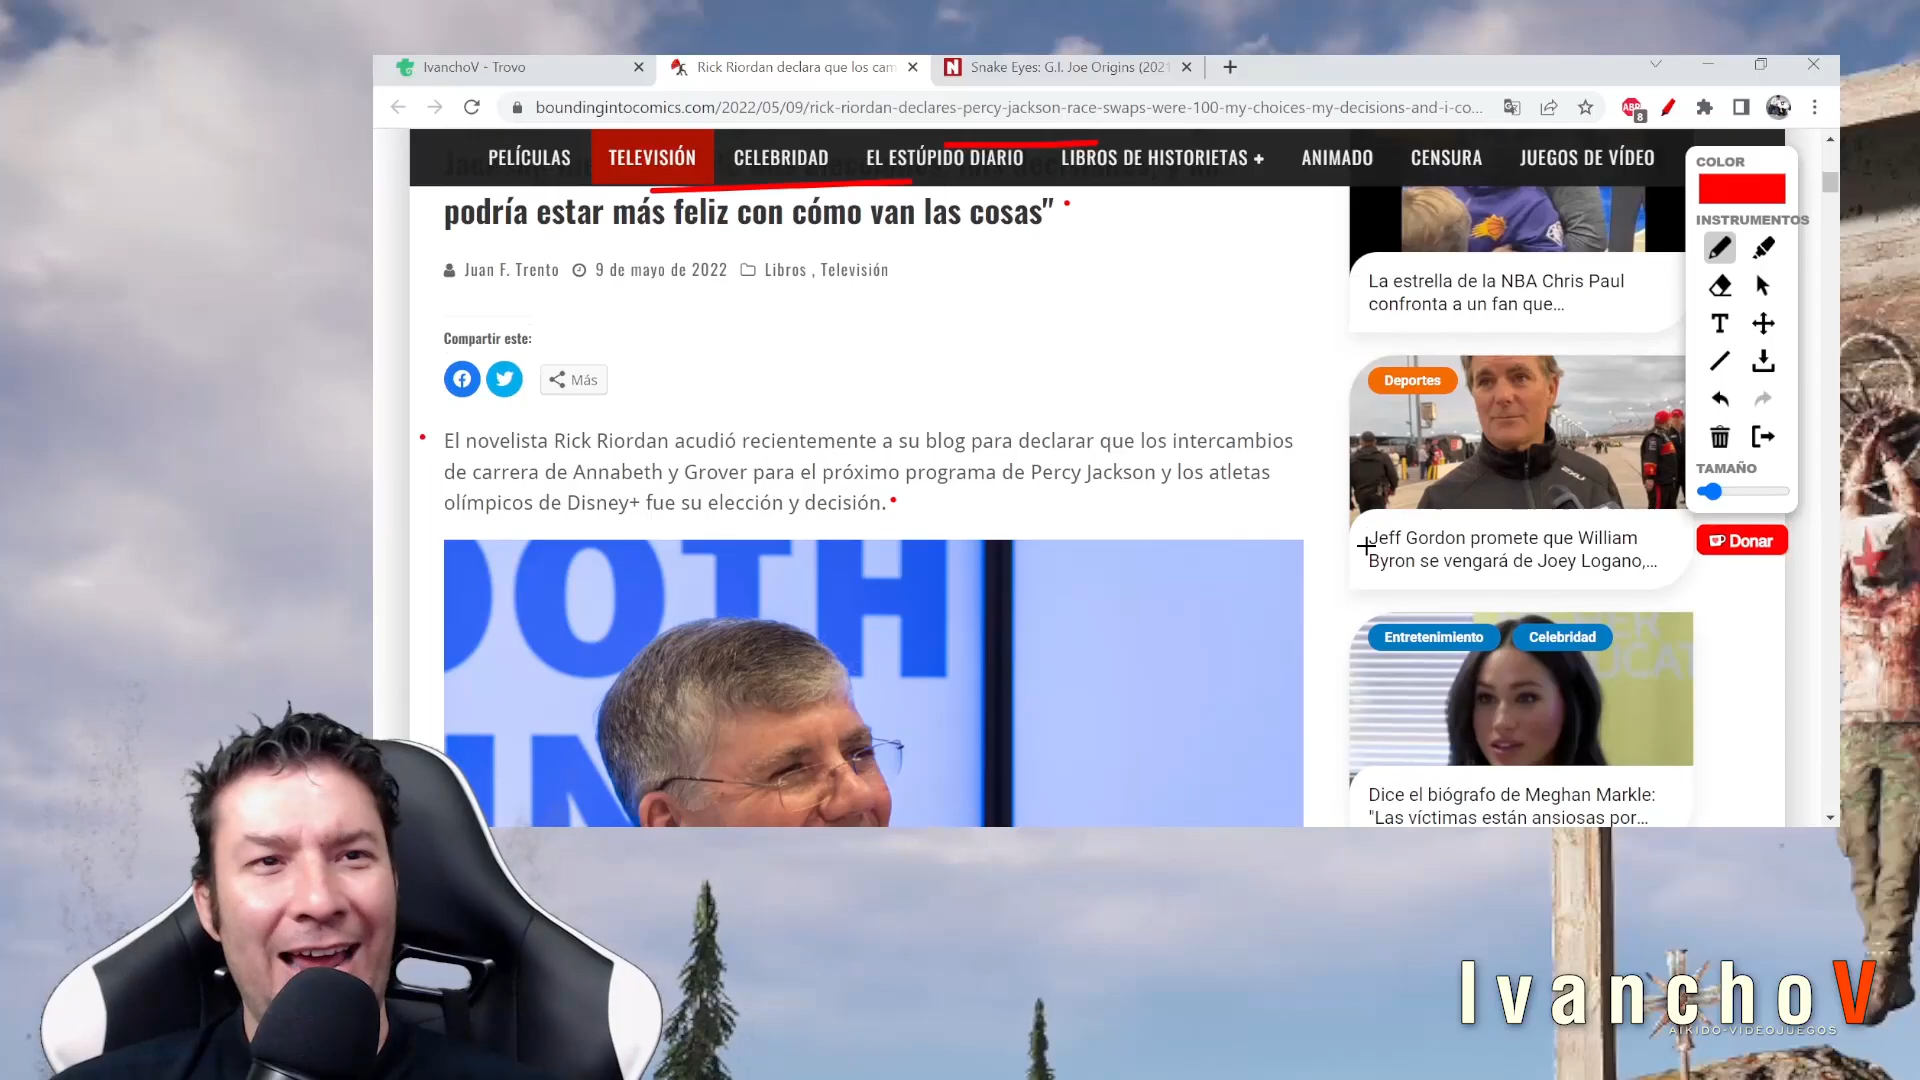 IvanchoV - Trovo
Rick Riordan declara que los cam
Snake Eyes: G.I. Joe Origins (2021
boundingintocomics.com/2022/05/09/rick-riordan-declares-percy-jackson-race-swaps-were-100-my-choices-my-decisions-and-i-co...
ABP
8
PELÍCULAS
TELEVISIÓN
CELEBRIDAD
EL ESTÚPIDO DIARIO
LIBROS DE HISTORIETAS +
ANIMADO
CENSURA
JUEGOS DE VÍDEO
podría estar más feliz con cómo van las cosas"
Juan F. Trento
9 de mayo de 2022
Libros , Televisión
Compartir este:
Más
El novelista Rick Riordan acudió recientemente a su blog para declarar que los intercambios
de carrera de Annabeth y Grover para el próximo programa de Percy Jackson y los atletas
olímpicos de Disney+ fue su elección y decisión.
OOTH
IN
La estrella de la NBA Chris Paul
confronta a un fan que...
Deportes
Jeff Gordon promete que William
Byron se vengará de Joey Logano,...
Entretenimiento
Celebridad
Dice el biógrafo de Meghan Markle:
"Las víctimas están ansiosas por...
COLOR
INSTRUMENTOS
T
TAMAÑO
Donar
IvanchoV
AIKIDO-VIDEOJUEGOS